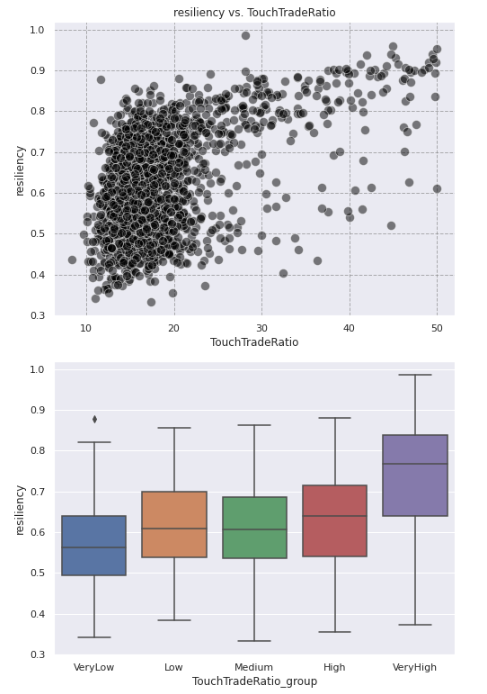 resiliency vs. TouchTradeRatio
1.0
0.9
0.8
0.7
0.6
0.5
0.4
0.3
resiliency
10 20 30 40 50
TouchTradeRatio
1.0
0.9
0.8
0.7
0.6
0.5
0.4
0.3
resiliency
VeryLow Low Medium High VeryHigh
TouchTradeRatio_group